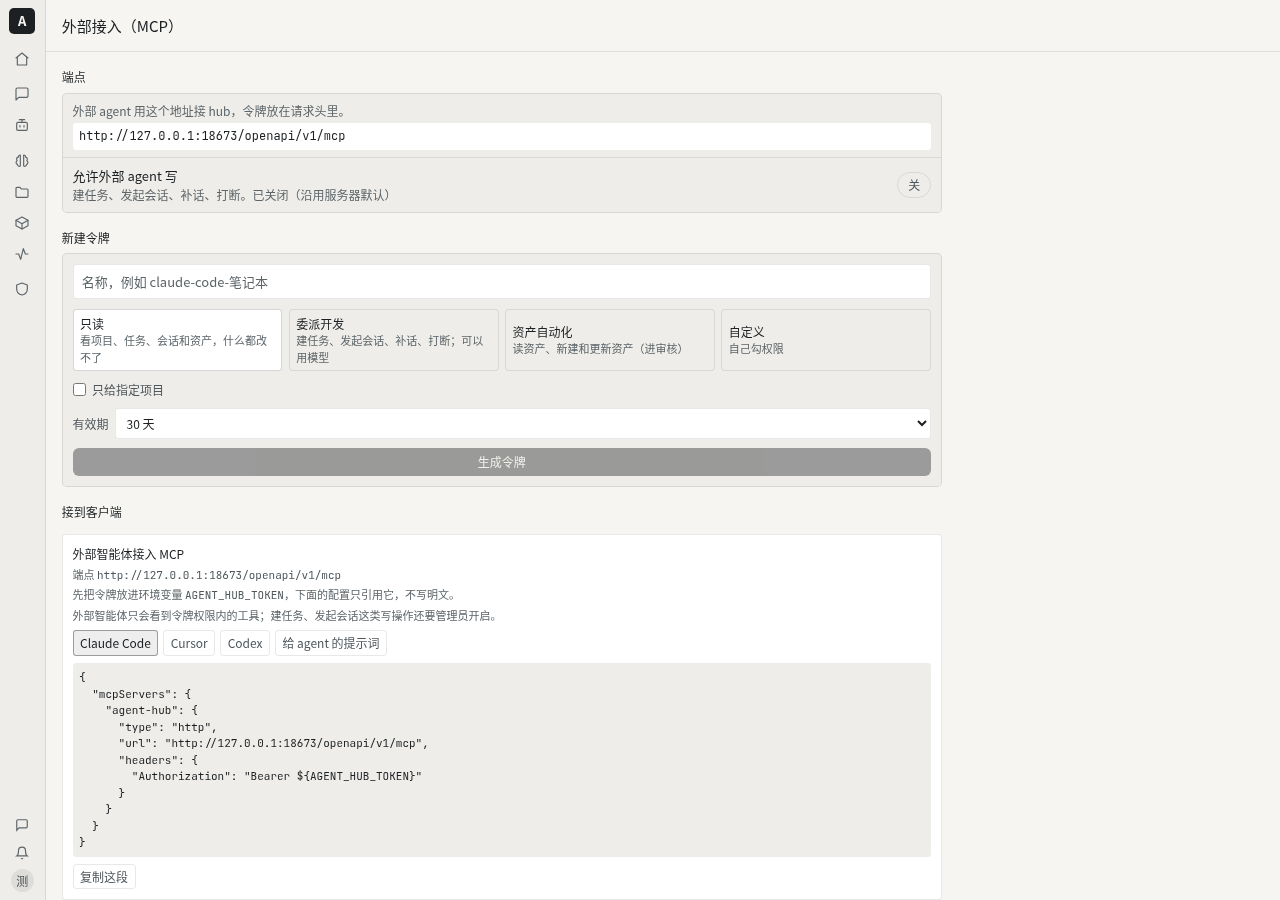 A
外部接入（MCP）
端点
外部 agent 用这个地址接 hub，令牌放在请求头里。
http://127.0.0.1:18673/openapi/v1/mcp
允许外部 agent 写
建任务、发起会话、补话、打断。已关闭（沿用服务器默认）
关
新建令牌
名称，例如 claude-code-笔记本
只读
看项目、任务、会话和资产，什么都改
不了
委派开发
建任务、发起会话、补话、打断；可以
用模型
资产自动化
读资产、新建和更新资产（进审核）
自定义
自己勾权限
只给指定项目
有效期
30 天
生成令牌
接到客户端
外部智能体接入 MCP
端点 http://127.0.0.1:18673/openapi/v1/mcp
先把令牌放进环境变量 AGENT_HUB_TOKEN，下面的配置只引用它，不写明文。
外部智能体只会看到令牌权限内的工具；建任务、发起会话这类写操作还要管理员开启。
Claude Code
Cursor
Codex
给 agent 的提示词
{
  "mcpServers": {
    "agent-hub": {
      "type": "http",
      "url": "http://127.0.0.1:18673/openapi/v1/mcp",
      "headers": {
        "Authorization": "Bearer ${AGENT_HUB_TOKEN}"
      }
    }
  }
}
复制这段
测